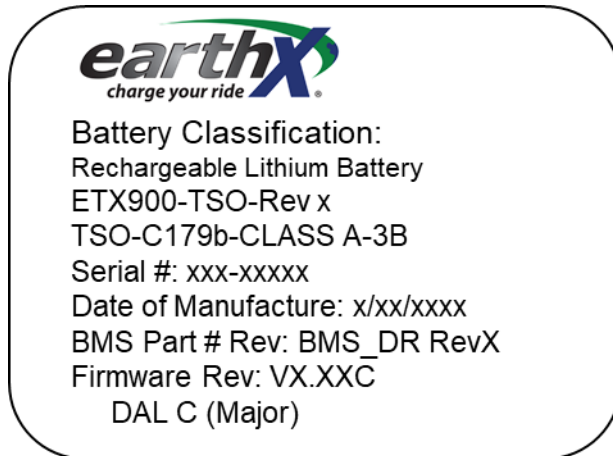 earthX
charge your ride ®
Battery Classification:
Rechargeable Lithium Battery
ETX900-TSO-Rev x
TSO-C179b-CLASS A-3B
Serial #: xxx-xxxxx
Date of Manufacture: x/xx/xxxx
BMS Part # Rev: BMS_DR RevX
Firmware Rev: VX.XXC
DAL C (Major)